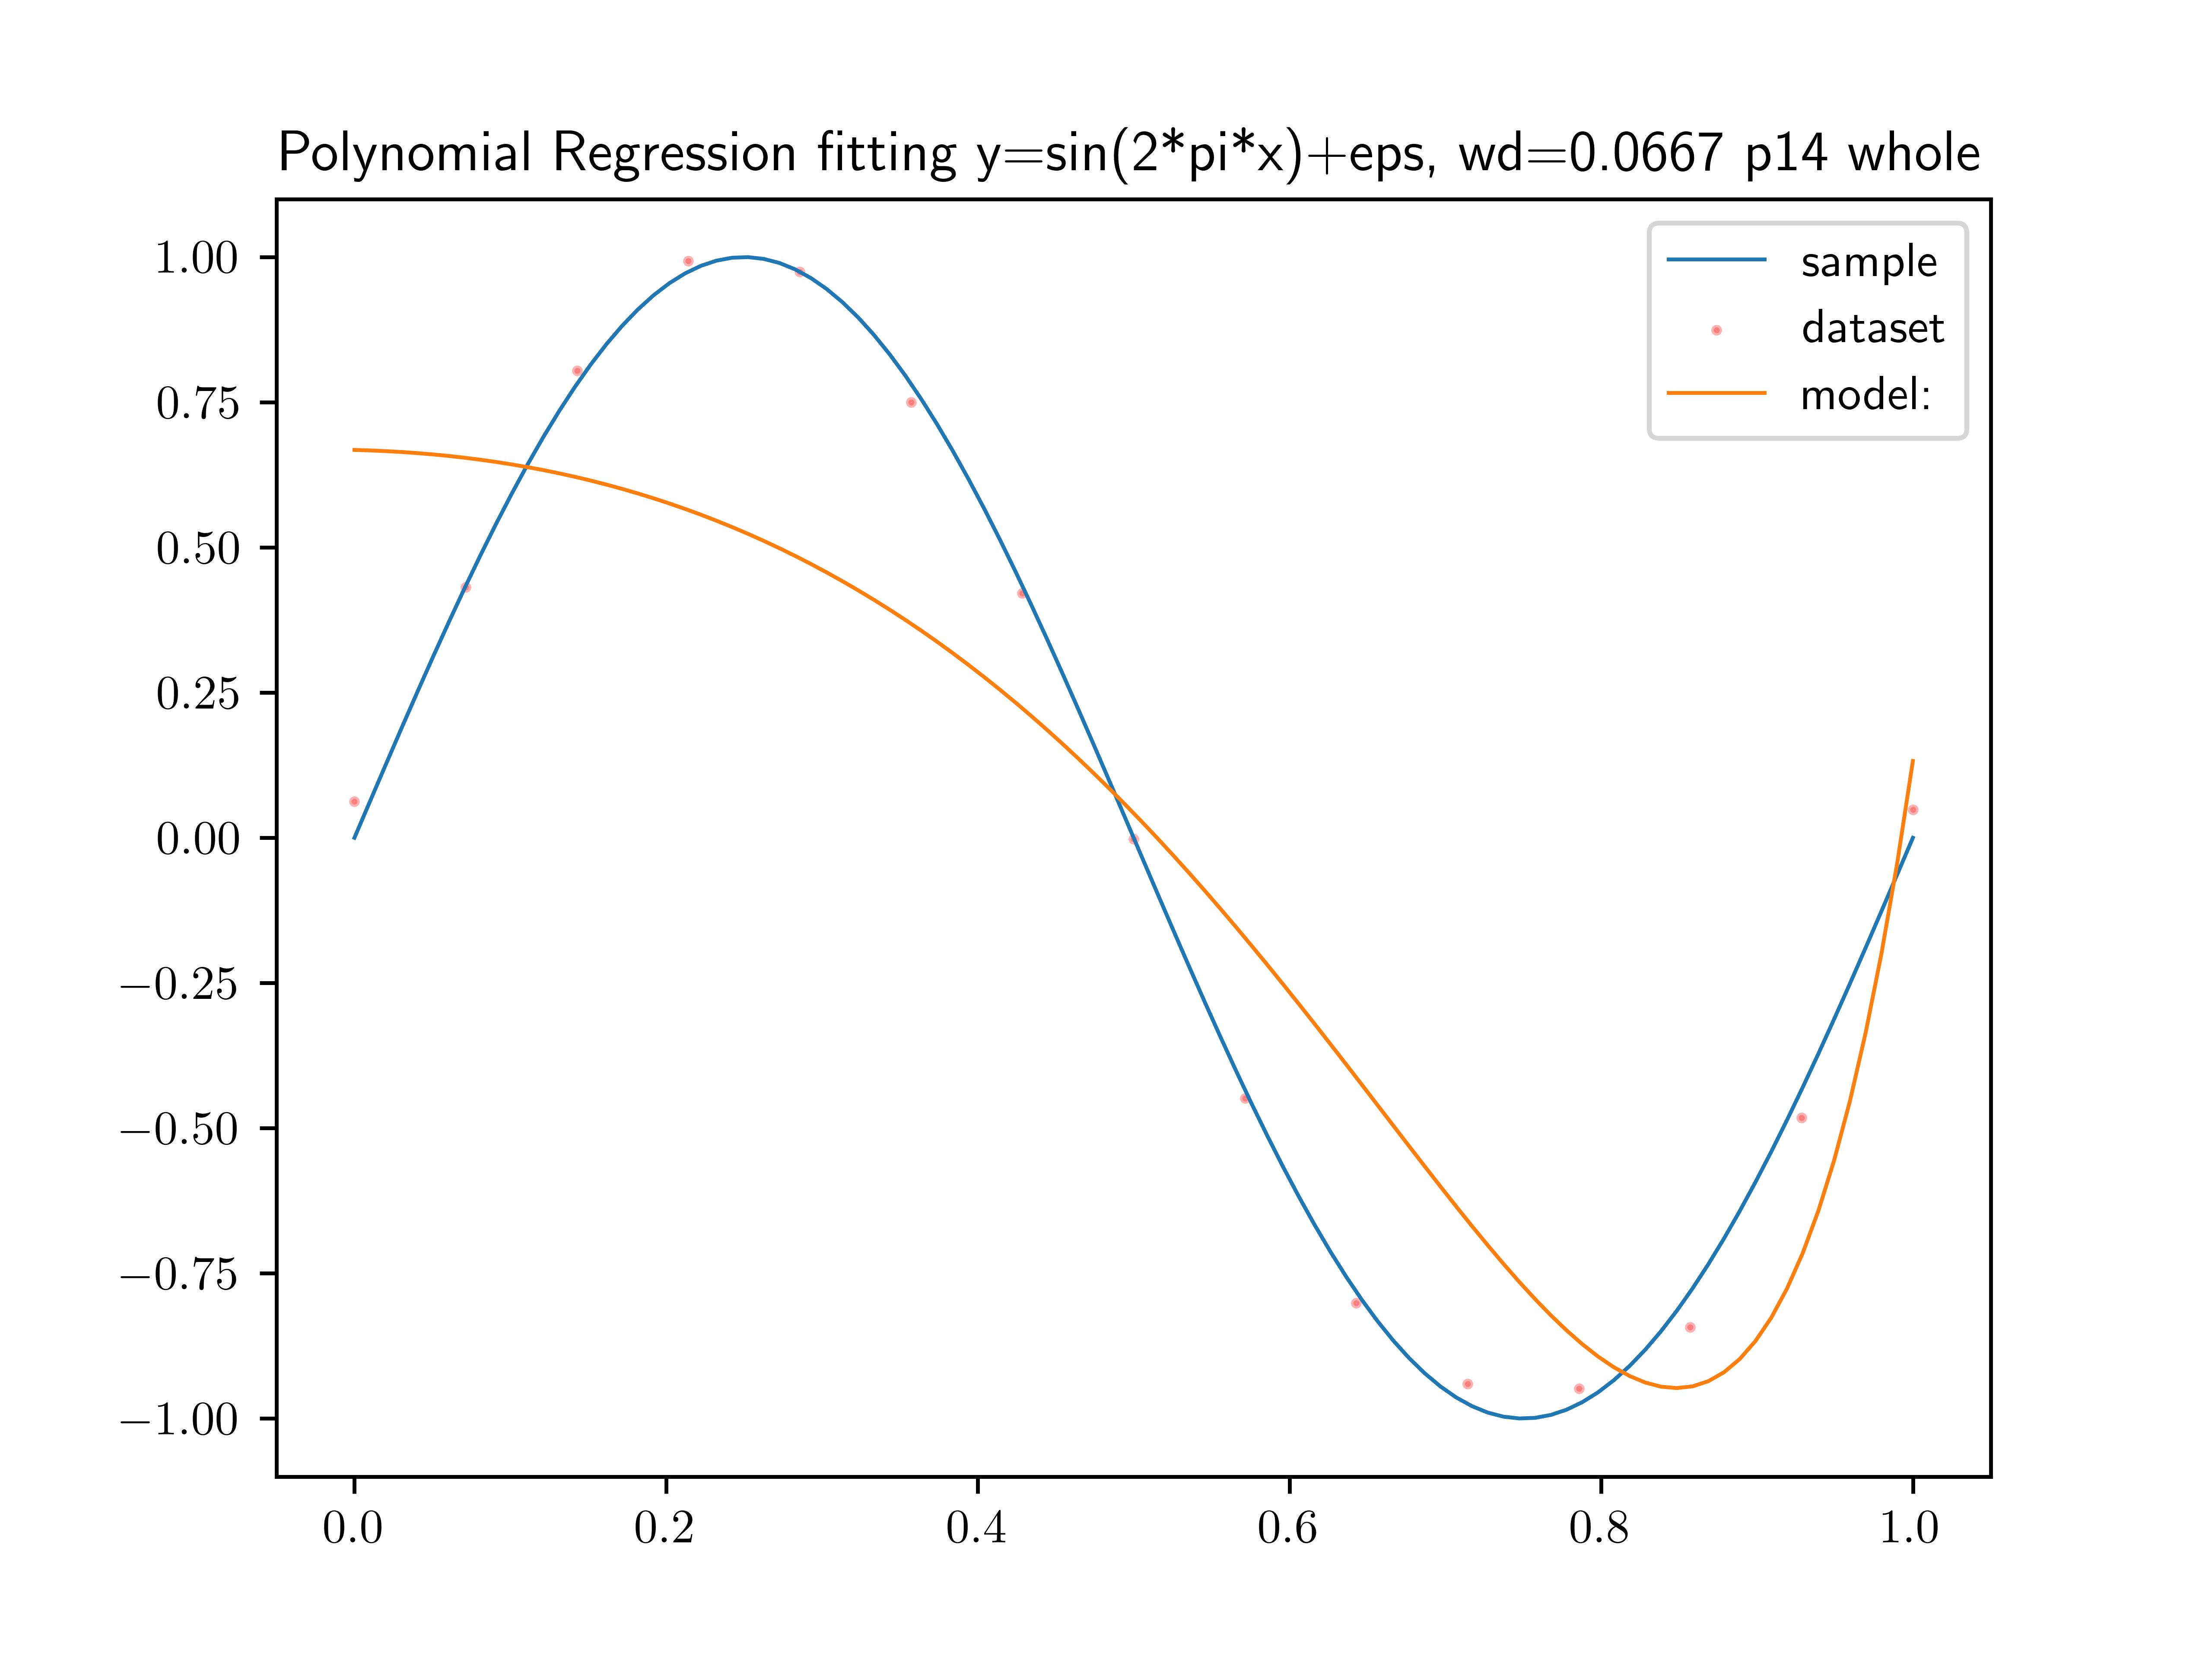 Polynomial Regression fitting y=sin(2*pi*x)+eps, wd=0.0667 p14 whole
sample
dataset
model:
1.00
0.75
0.50
0.25
0.00
−0.25
−0.50
−0.75
−1.00
0.0 0.2 0.4 0.6 0.8 1.0